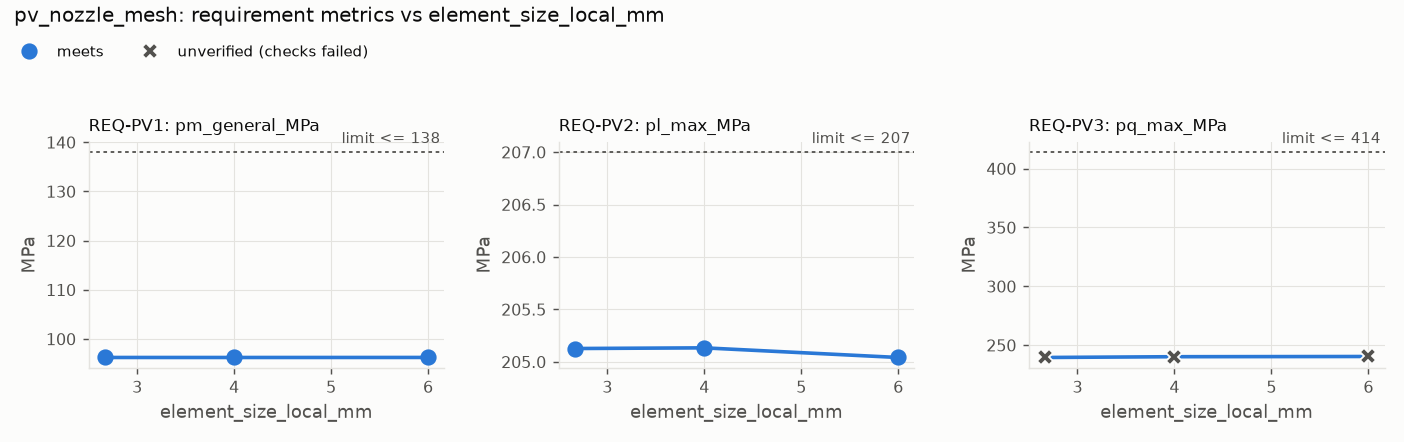 pv_nozzle_mesh: requirement metrics vs element_size_local_mm
meets
unverified (checks failed)
REQ-PV1: pm_general_MPa
limit <= 138
140
130
120
110
100
MPa
3
4
5
6
element_size_local_mm
REQ-PV2: pl_max_MPa
limit <= 207
207.0
206.5
206.0
205.5
205.0
MPa
3
4
5
6
element_size_local_mm
REQ-PV3: pq_max_MPa
limit <= 414
400
350
300
250
MPa
3
4
5
6
element_size_local_mm